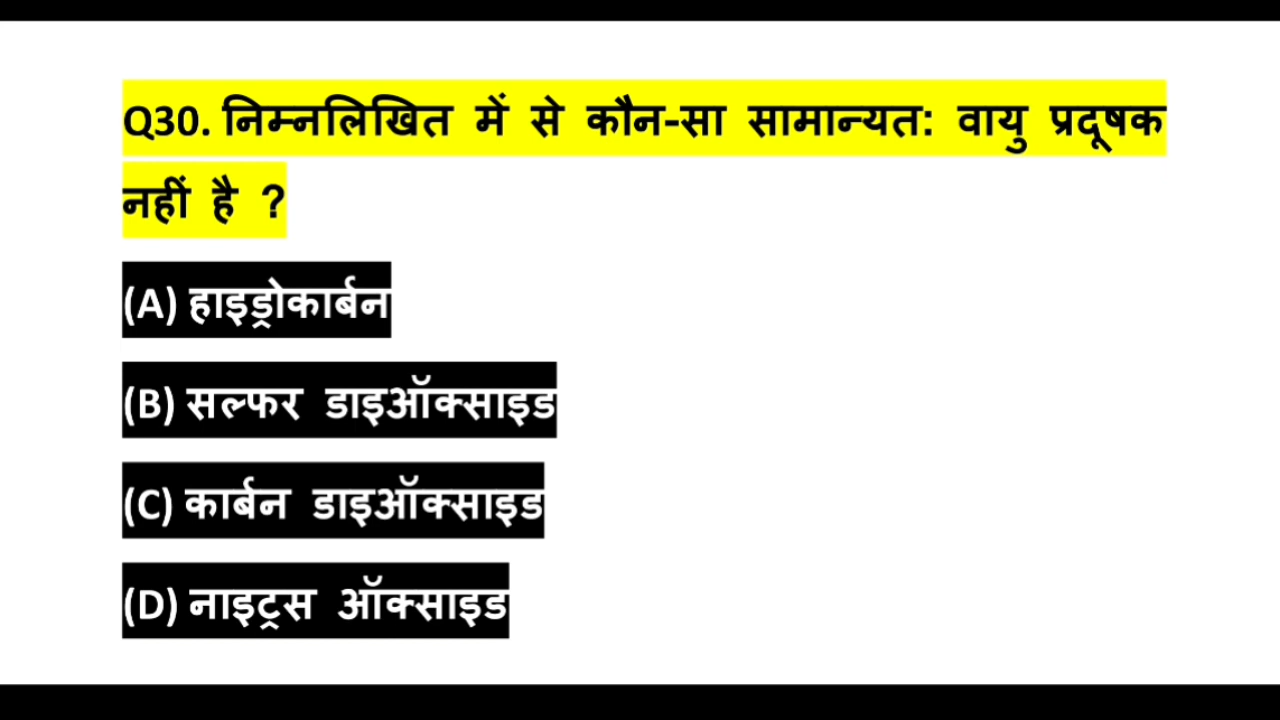 Q30. निम्नलिखित में से कौन-सा सामान्यत: वायु प्रदूषक
नहीं है ?
(A) हाइड्रोकार्बन
(B) सल्फर डाइऑक्साइड
(C) कार्बन डाइऑक्साइड
(D) नाइट्रस ऑक्साइड